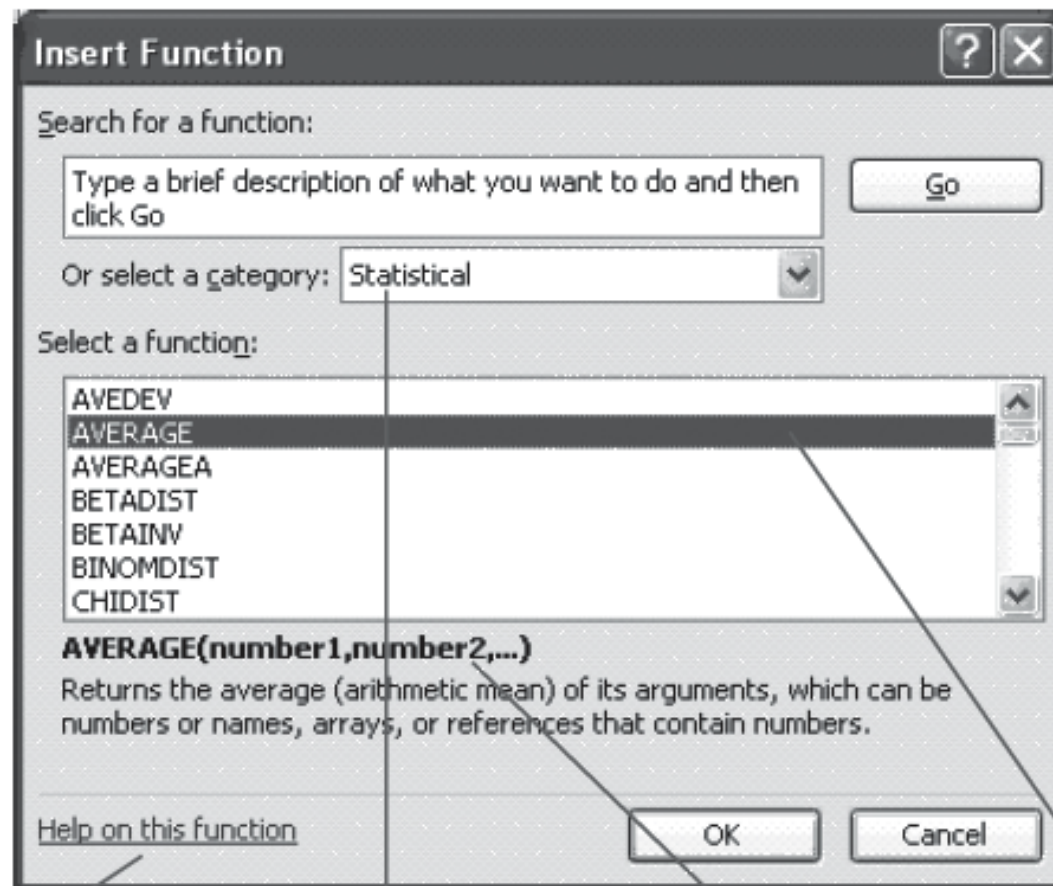 Insert Function
Search for a function:
Type a brief description of what you want to do and then
click Go
Go
Or select a category: Statistical
Select a function:
AVEDEV
AVERAGE
AVERAGEA
BETADIST
BETAINV
BINOMDIST
CHIDIST
AVERAGE(number1,number2,...)
Returns the average (arithmetic mean) of its arguments, which can be
numbers or names, arrays, or references that contain numbers.
Help on this function
OK
Cancel